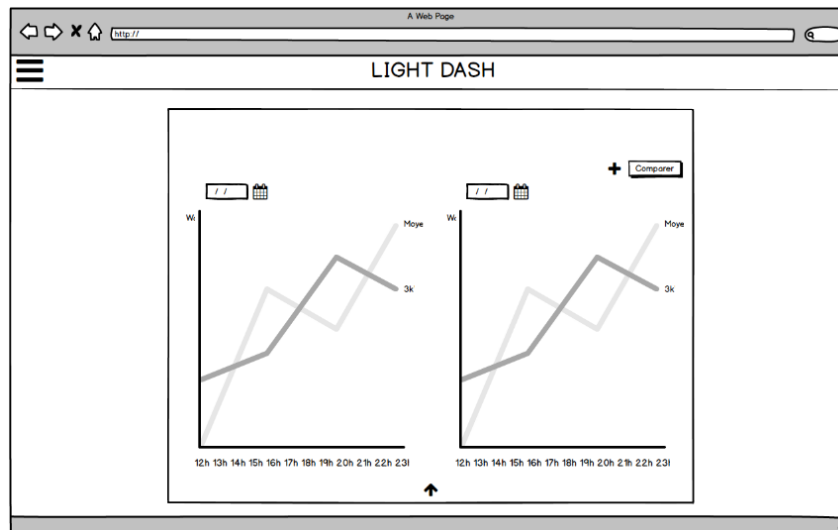 A Web Page
http://
LIGHT DASH
Comparer
/ /
/ /
Moye
3k
12h 13h 14h 15h 16h 17h 18h 19h 20h 21h 22h
Moye
3k
12h 13h 14h 15h 16h 17h 18h 19h 20h 21h 22h